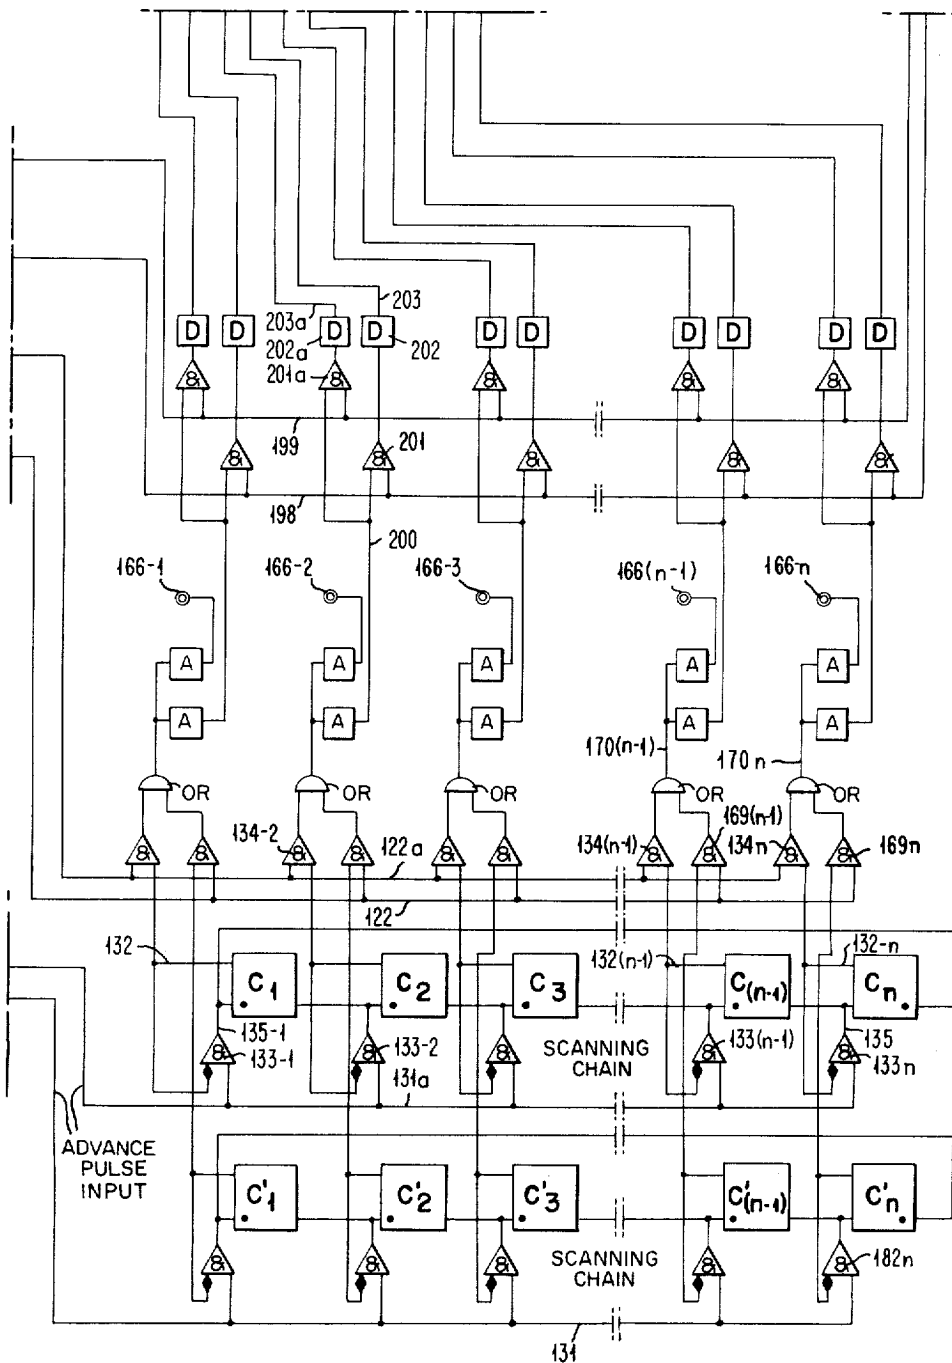 D D D D D D D D D D
203a 203
202a 202
201a
& & & & &
199
201
& & & & &
198
200
166-1 166-2 166-3 166(n-1) 166-n
A A A A A
A A A A A
170(n-1) 170n
OR OR OR OR OR
134-2 134(n-1) 169(n-1) 134n 169n
& & & & & & & & & &
122a
122
132 132(n-1) 132-n
C1 C2 C3 C(n-1) Cn
135-1 135
& & & & &
133-1 133-2 133(n-1) 133n
SCANNING
CHAIN
131a
ADVANCE
PULSE
INPUT
C'1 C'2 C'3 C'(n-1) C'n
& & & & &
182n
SCANNING
CHAIN
131